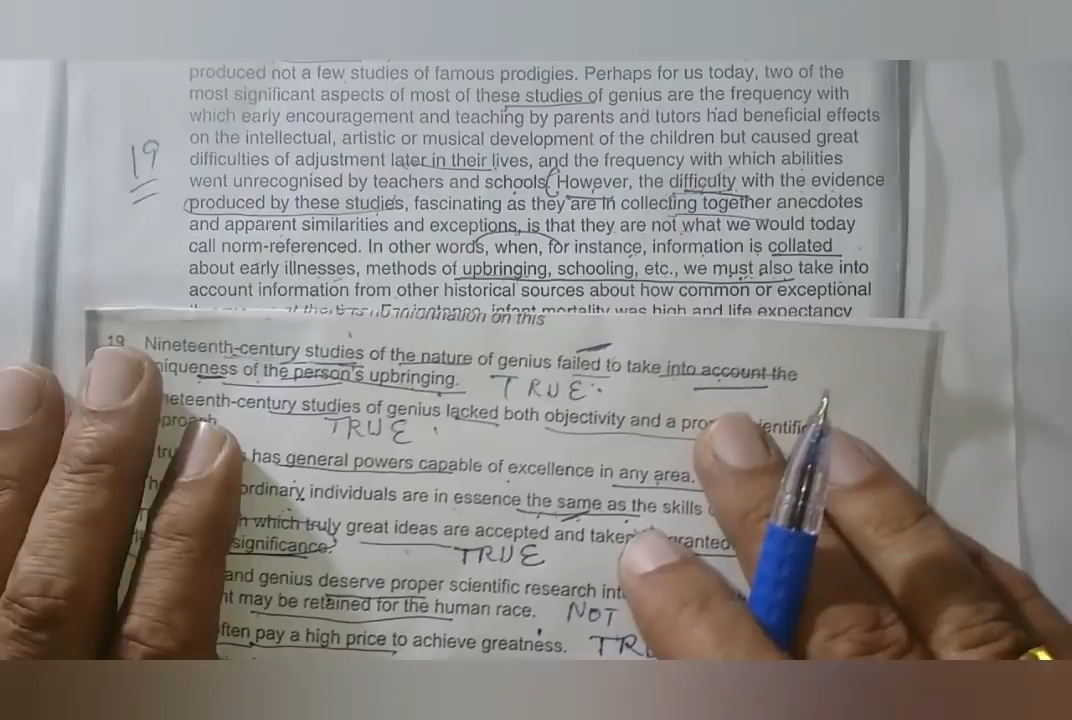 produced not a few studies of famous prodigies. Perhaps for us today, two of the
most significant aspects of most of these studies of genius are the frequency with
which early encouragement and teaching by parents and tutors had beneficial effects
on the intellectual, artistic or musical development of the children but caused great
difficulties of adjustment later in their lives, and the frequency with which abilities
went unrecognised by teachers and schools. However, the difficulty with the evidence
produced by these studies, fascinating as they are in collecting together anecdotes
and apparent similarities and exceptions, is that they are not what we would today
call norm-referenced. In other words, when, for instance, information is collated
about early illnesses, methods of upbringing, schooling, etc., we must also take into
account information from other historical sources about how common or exceptional
infant mortality was high and life expectancy
on this
19
19 Nineteenth-century studies of the nature of genius failed to take into account the
uniqueness of the person's upbringing. TRUE
century studies of genius lacked both objectivity and a
TRUE
has general powers capable of excellence in any area.
ordinary individuals are in essence the same as the skills
which truly great ideas are accepted and taken granted
significance. TRUE
and genius deserve proper scientific research
may be retained for the human race. NOT
often pay a high price to achieve greatness.